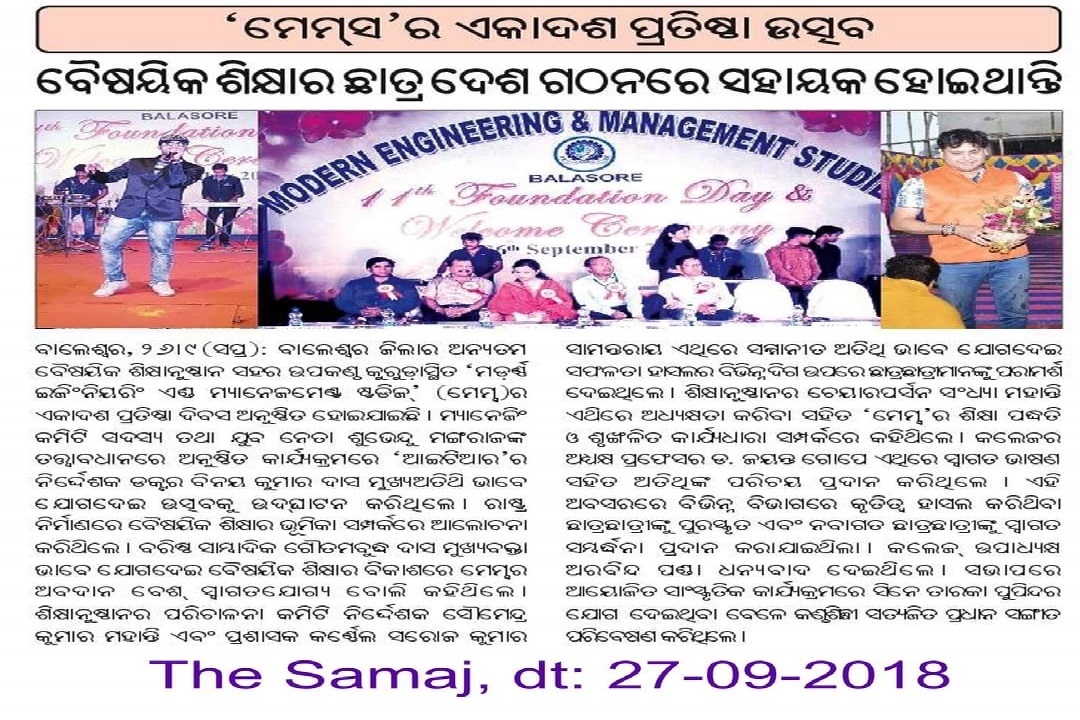 ‘ମେମ୍‌ସ’ର ଏକାଦଶ ପ୍ରତିଷ୍ଠା ଉତ୍ସବ
ବୈଷୟିକ ଶିକ୍ଷାର ଛାତ୍ର ଦେଶ ଗଠନରେ ସହାୟକ ହୋଇଥାନ୍ତି
BALASORE
Foundation
MODERN ENGINEERING & MANAGEMENT STUDIE
BALASORE
11th Foundation Day &
Welcome Ceremony
6th September
ବାଲେଶ୍ୱର, ୨୬।୯ (ସପ୍ର): ବାଲେଶ୍ୱର ଜିଲାର ଅନ୍ୟତମ
ବୈଷୟିକ ଶିକ୍ଷାନୁଷ୍ଠାନ ସହର ଉପକଣ୍ଠ କୁରୁଡ଼ାସ୍ଥିତ ‘ମଡ଼ର୍ଣ୍ଣ
ଇଞ୍ଜିନିୟରିଂ ଏଣ୍ଡ ମ୍ୟାନେଜମେଣ୍ଟ ଷ୍ଟଡିଜ୍’ (ମେମ୍ସ)ର
ଏକାଦଶ ପ୍ରତିଷ୍ଠା ଦିବସ ଅନୁଷ୍ଠିତ ହୋଇଯାଇଛି। ମ୍ୟାନେଜିଂ
କମିଟି ସଦସ୍ୟ ତଥା ଯୁବ ନେତା ଶୁଭେନ୍ଦୁ ମଙ୍ଗରାଜଙ୍କ
ତତ୍ତ୍ୱାବଧାନରେ ଅନୁଷ୍ଠିତ କାର୍ଯ୍ୟକ୍ରମରେ ‘ଆଇଟିଆର’ର
ନିର୍ଦ୍ଦେଶକ ଡକ୍ଟର ବିନୟ କୁମାର ଦାସ ମୁଖ୍ୟଅତିଥି ଭାବେ
ଯୋଗଦେଇ ଉତ୍ସବକୁ ଉଦ୍‌ଘାଟନ କରିଥିଲେ। ରାଷ୍ଟ୍ର
ନିର୍ମାଣରେ ବୈଷୟିକ ଶିକ୍ଷାର ଭୂମିକା ସମ୍ପର୍କରେ ଆଲୋଚନା
କରିଥିଲେ। ବରିଷ୍ଠ ସାମ୍ବାଦିକ ଗୌତମବୁଦ୍ଧ ଦାସ ମୁଖ୍ୟବକ୍ତା
ଭାବେ ଯୋଗଦେଇ ବୈଷୟିକ ଶିକ୍ଷାର ବିକାଶରେ ମେମ୍ସର
ଅବଦାନ ବେଶ୍ ସ୍ୱାଗତଯୋଗ୍ୟ ବୋଲି କହିଥିଲେ।
ଶିକ୍ଷାନୁଷ୍ଠାନର ପରିଚାଳନା କମିଟି ନିର୍ଦ୍ଦେଶକ ସୌମେନ୍ଦ୍ର
କୁମାର ମହାନ୍ତି ଏବଂ ପ୍ରଶାସକ କର୍ଣ୍ଣେଲ ସରୋଜ କୁମାର
ସାମନ୍ତରାୟ ଏଥିରେ ସମ୍ମାନୀତ ଅତିଥି ଭାବେ ଯୋଗଦେଇ
ସଫଳତା ହାସଲର ବିଭିନ୍ନ ଦିଗ ଉପରେ ଛାତ୍ରଛାତ୍ରୀମାନଙ୍କୁ ପରାମର୍ଶ
ଦେଇଥିଲେ। ଶିକ୍ଷାନୁଷ୍ଠାନର ଚେୟାରପର୍ସନ ସଂଧ୍ୟା ମହାନ୍ତି
ଏଥିରେ ଅଧ୍ୟକ୍ଷତା କରିବା ସହିତ ‘ମେମ୍ସ’ର ଶିକ୍ଷା ପଦ୍ଧତି
ଓ ଶୃଙ୍ଖଳିତ କାର୍ଯ୍ୟଧାରା ସମ୍ପର୍କରେ କହିଥିଲେ। କଲେଜର
ଅଧ୍ୟକ୍ଷ ପ୍ରଫେସର ଡ. ଜୟନ୍ତ ଗୋପେ ଏଥିରେ ସ୍ୱାଗତ ଭାଷଣ
ସହିତ ଅତିଥିଙ୍କ ପରିଚୟ ପ୍ରଦାନ କରିଥିଲେ। ଏହି
ଅବସରରେ ବିଭିନ୍ନ ବିଭାଗରେ କୃତିତ୍ୱ ହାସଲ କରିଥିବା
ଛାତ୍ରଛାତ୍ରୀଙ୍କୁ ପୁରସ୍କୃତ ଏବଂ ନବାଗତ ଛାତ୍ରଛାତ୍ରୀଙ୍କୁ ସ୍ୱାଗତ
ସମ୍ବର୍ଦ୍ଧନା ପ୍ରଦାନ କରାଯାଇଥିଲା। କଲେଜ୍ ଉପାଧ୍ୟକ୍ଷ
ଅରବିନ୍ଦ ପଣ୍ଡା ଧନ୍ୟବାଦ ଦେଇଥିଲେ। ସଭାପରେ
ଆୟୋଜିତ ସାଂସ୍କୃତିକ କାର୍ଯ୍ୟକ୍ରମରେ ସିନେ ତାରକା ପୁପିନ୍ଦର
ଯୋଗ ଦେଇଥିବା ବେଳେ କଣ୍ଠଶିଳ୍ପୀ ସତ୍ୟଜିତ ପ୍ରଧାନ ସଙ୍ଗୀତ
ପରିବେଷଣ କରିଥିଲେ।
The Samaj, dt: 27-09-2018